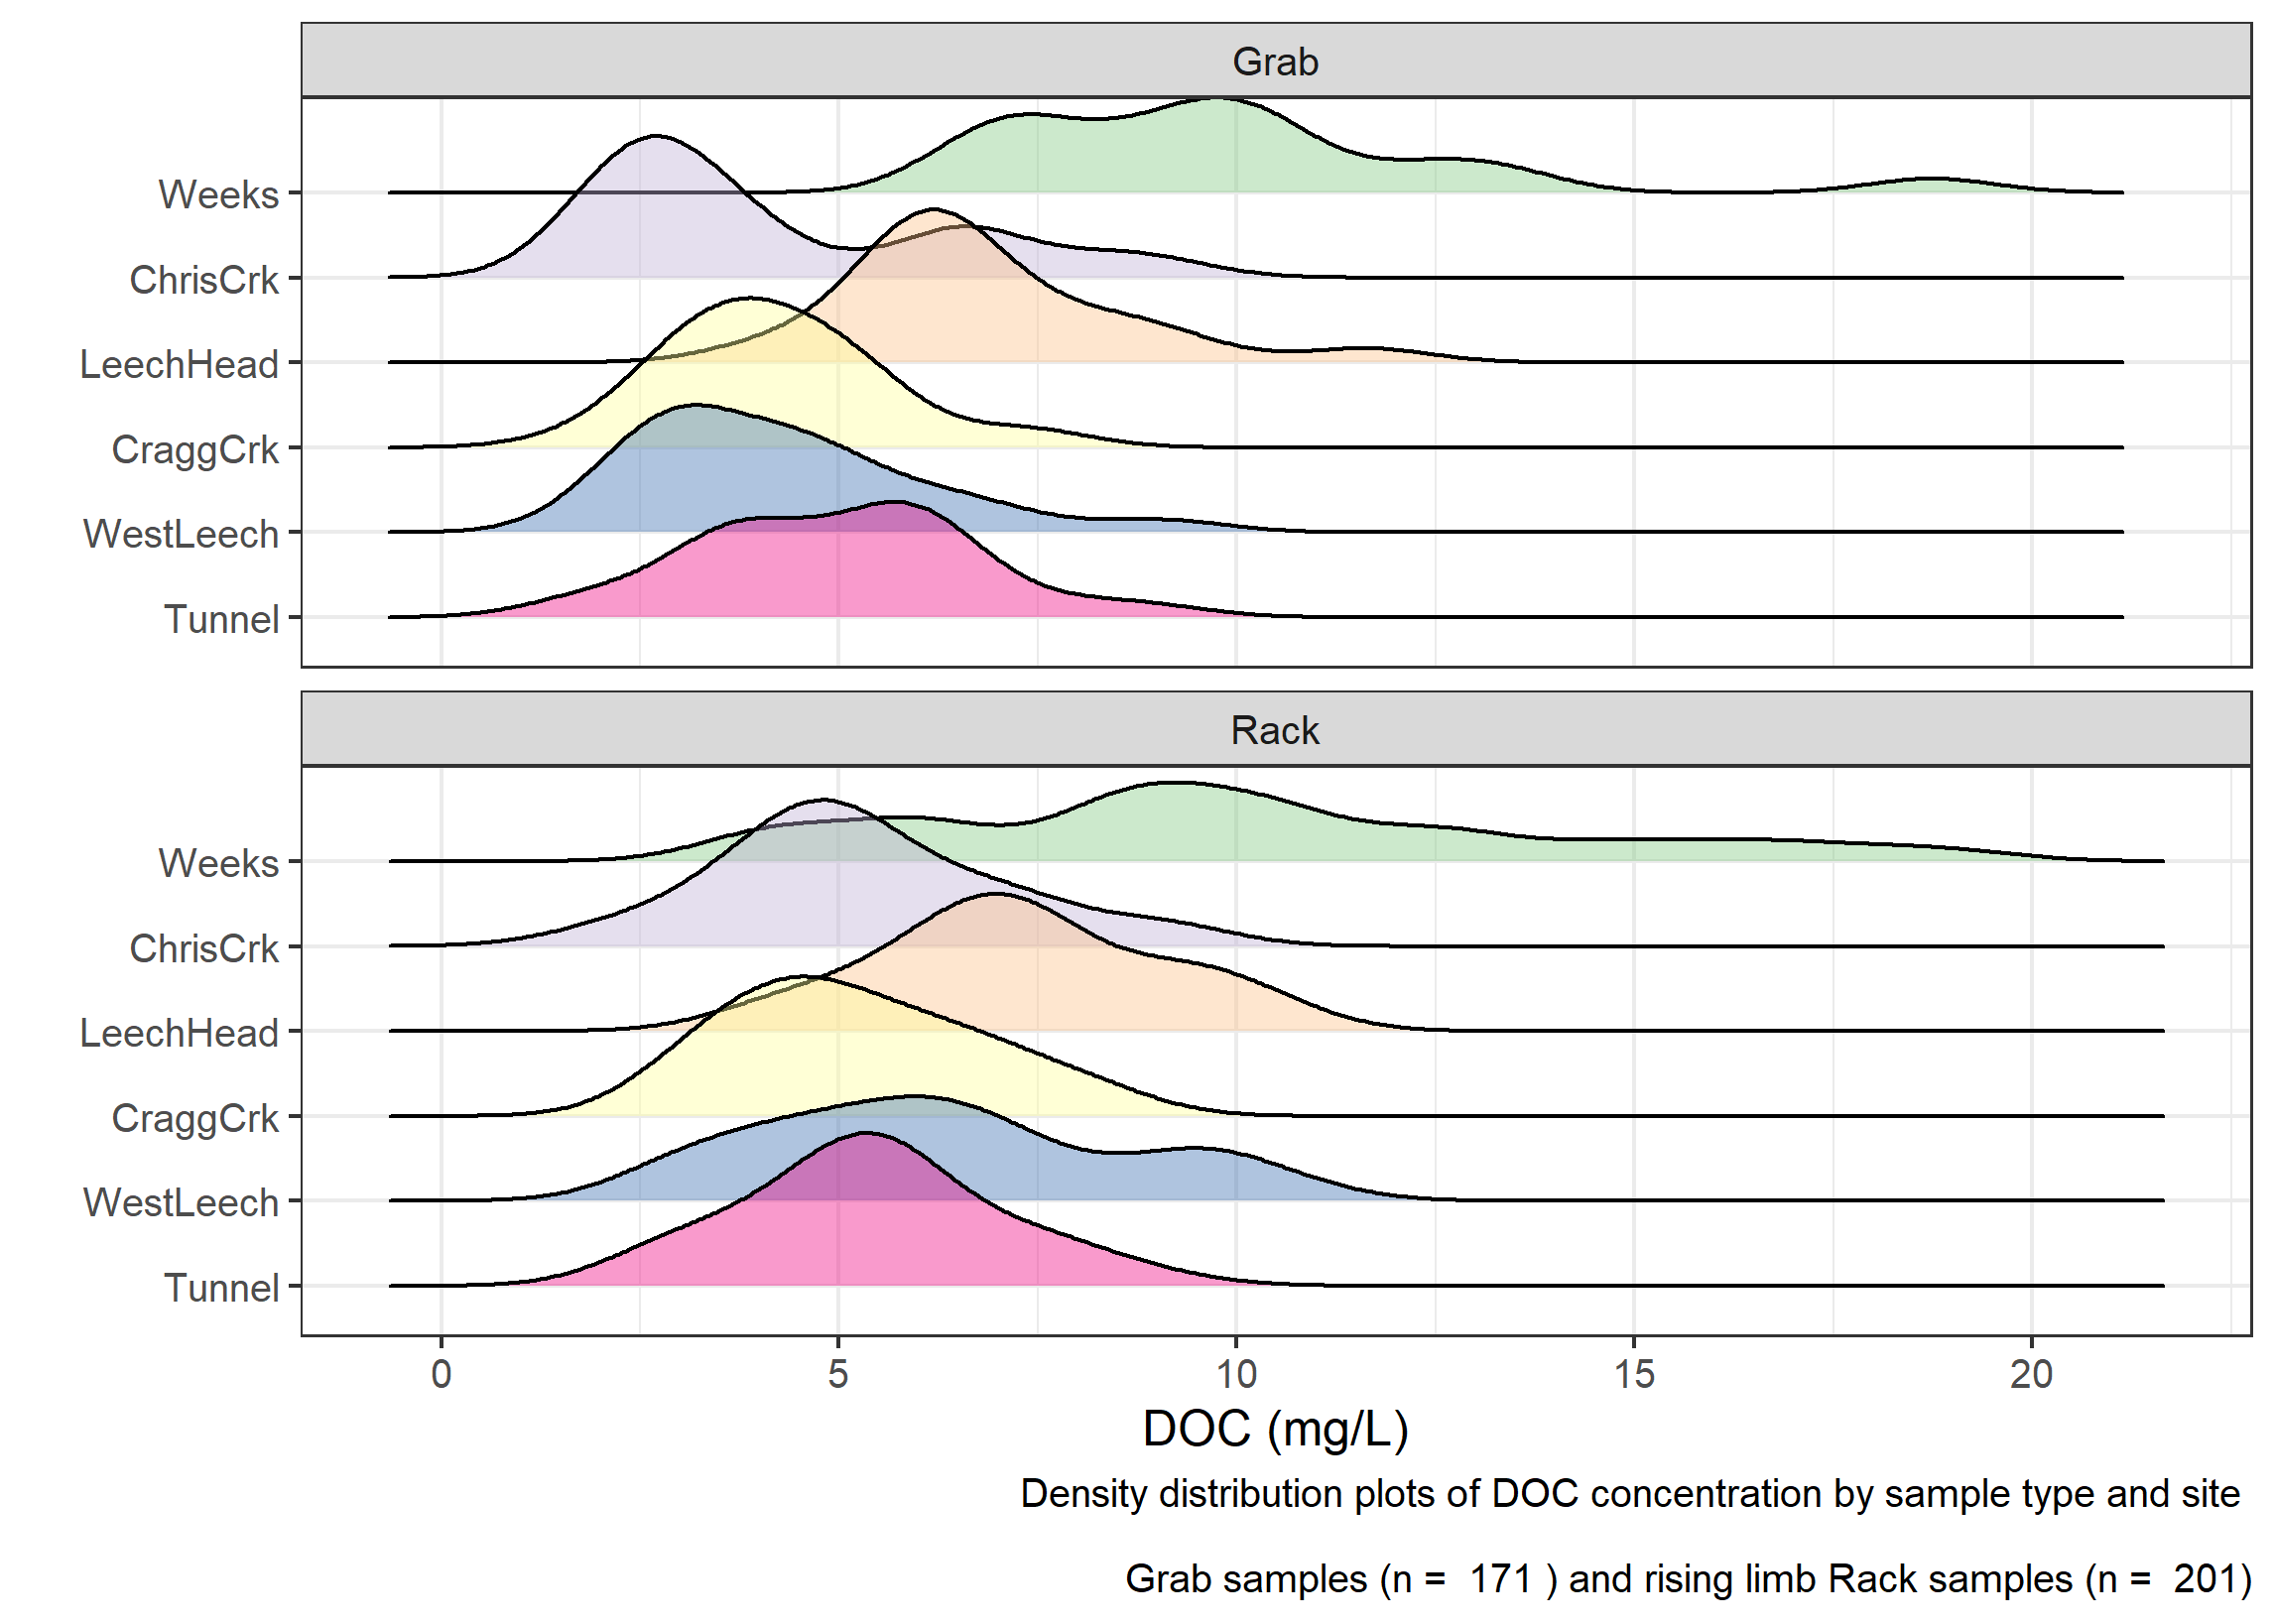 Grab
Weeks
ChrisCrk
LeechHead
CraggCrk
WestLeech
Tunnel
Rack
Weeks
ChrisCrk
LeechHead
CraggCrk
WestLeech
Tunnel
0 5 10 15 20
DOC (mg/L)
Density distribution plots of DOC concentration by sample type and site
Grab samples (n =  171 ) and rising limb Rack samples (n =  201)